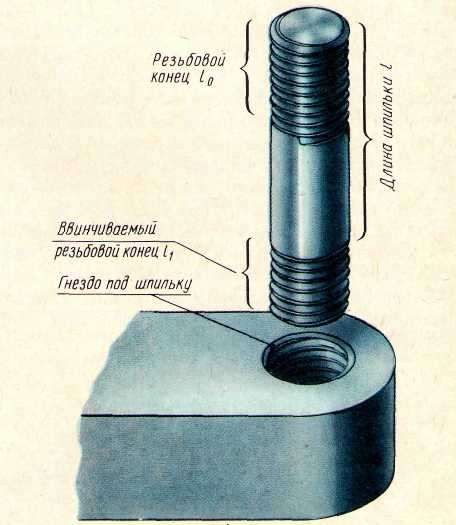 Резьбовой
конец l₀
Длина шпильки l
Ввинчиваемый
резьбовой конец l₁
Гнездо под шпильку